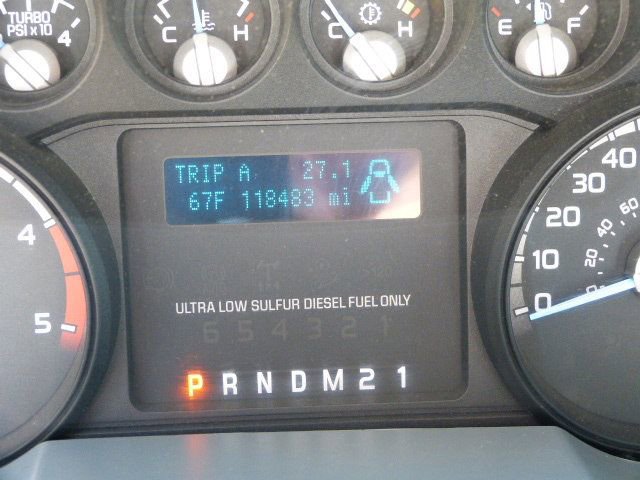 TURBO
PSI x 10
4
C H
C H
E F
TRIP A 27.1
67F 118483 mi
4
5
ULTRA LOW SULFUR DIESEL FUEL ONLY
6 5 4 3 2 1
P R N D M 2 1
40
30
20
10
0